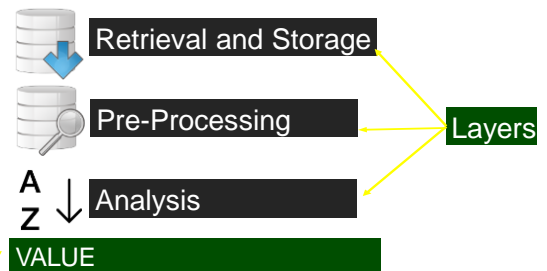 Retrieval and Storage
Pre-Processing
Layers
A
Z
Analysis
VALUE